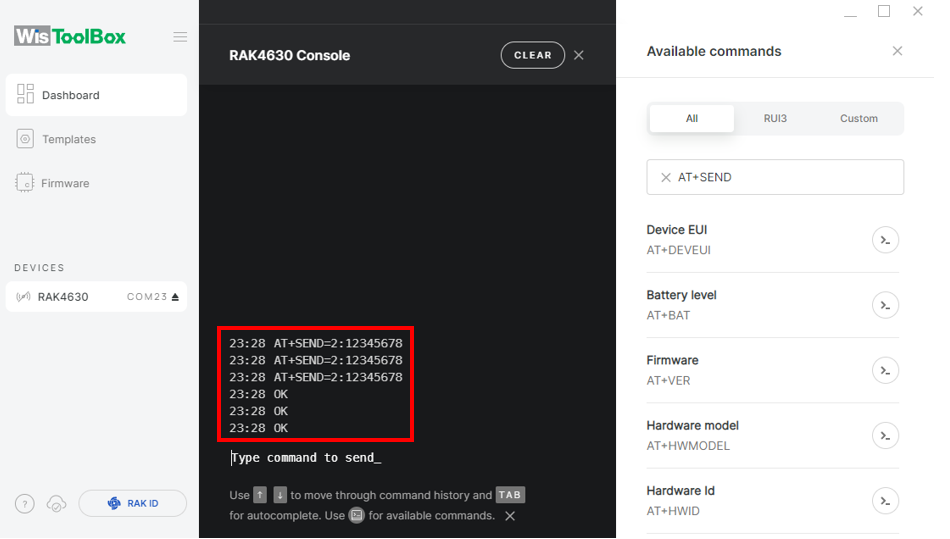 WisToolBox
Dashboard
Templates
Firmware
DEVICES
RAK4630 COM23
?
RAK ID
RAK4630 Console
CLEAR
23:28 AT+SEND=2:12345678
23:28 AT+SEND=2:12345678
23:28 AT+SEND=2:12345678
23:28 OK
23:28 OK
23:28 OK
Type command to send_
Use ↑ ↓ to move through command history and TAB
for autocomplete. Use for available commands.
Available commands
All RUI3 Custom
AT+SEND
Device EUI
AT+DEVEUI
Battery level
AT+BAT
Firmware
AT+VER
Hardware model
AT+HWMODEL
Hardware Id
AT+HWID